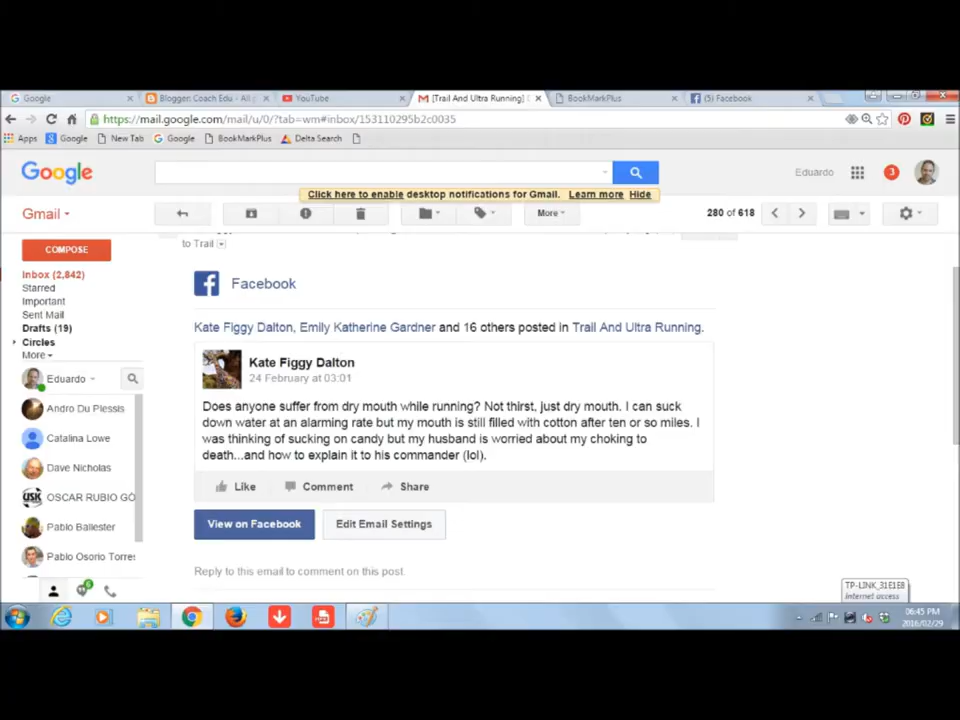 Google
Blogger: Coach Edu. - All p
YouTube
[Trail And Ultra Running]
BookMarkPlus
(5) Facebook
https://mail.google.com/mail/u/0/?tab=wm#inbox/153110295b2c0035
Apps Google New Tab Google BookMarkPlus Delta Search
Google
Eduardo
3
Click here to enable desktop notifications for Gmail. Learn more Hide
Gmail
More
280 of 618
COMPOSE
Inbox (2,842)
Starred
Important
Sent Mail
Drafts (19)
Circles
More
Eduardo
Andro Du Plessis
Catalina Lowe
Dave Nicholas
OSCAR RUBIO GÓ
Pablo Ballester
Pablo Osorio Torres
6
to Trail
Facebook
Kate Figgy Dalton, Emily Katherine Gardner and 16 others posted in Trail And Ultra Running.
Kate Figgy Dalton
24 February at 03:01
Does anyone suffer from dry mouth while running? Not thirst, just dry mouth. I can suck
down water at an alarming rate but my mouth is still filled with cotton after ten or so miles. I
was thinking of sucking on candy but my husband is worried about my choking to
death...and how to explain it to his commander (lol).
Like Comment Share
View on Facebook Edit Email Settings
Reply to this email to comment on this post.
TP-LINK_31E1E8
Internet access
06:45 PM
2016/02/29